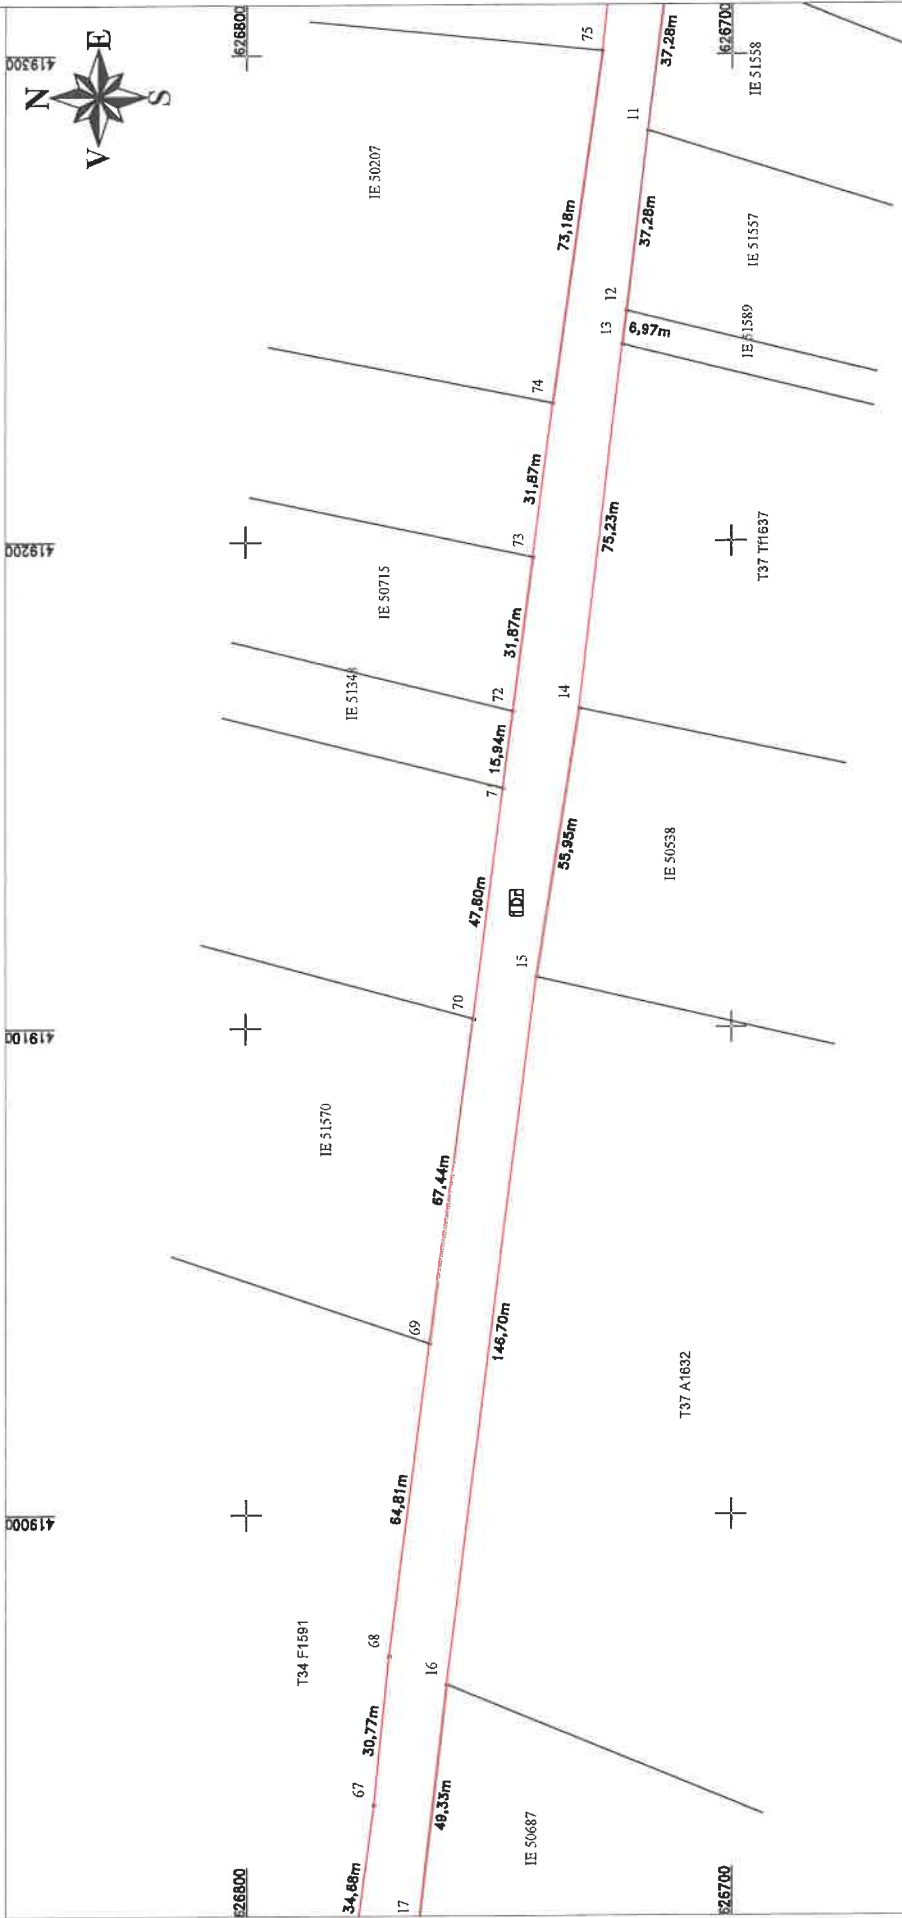 N
V
E
S
626800
626700
419300
419200
419100
419000
626800
626700
T34 F1591
IE 51570
IE 51348
IE 50715
IE 50207
34,68m
67
30,77m
68
64,81m
69
67,44m
70
47,80m
71
15,94m
72
31,87m
73
31,87m
74
73,18m
75
1Dr
17
49,33m
16
146,70m
15
55,95m
14
75,23m
13
6,97m
12
37,28m
11
37,28m
IE 50687
T37 A1632
IE 50538
T37 Tf1637
IE 51589
IE 51557
IE 51558